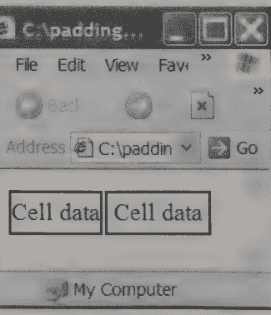 C:\padding...
File Edit View Fav
Back
Address C:\paddin Go
Cell data Cell data
My Computer